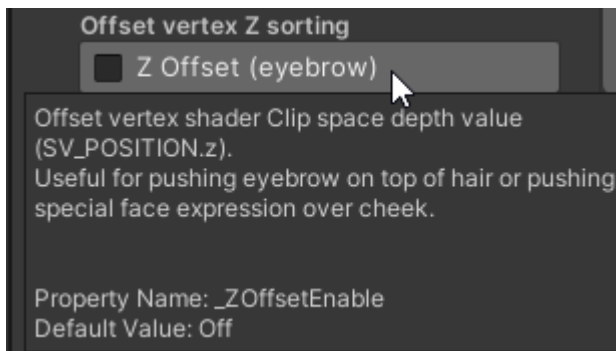 Offset vertex Z sorting
Z Offset (eyebrow)
Offset vertex shader Clip space depth value
(SV_POSITION.z).
Useful for pushing eyebrow on top of hair or pushing
special face expression over cheek.
Property Name: _ZOffsetEnable
Default Value: Off